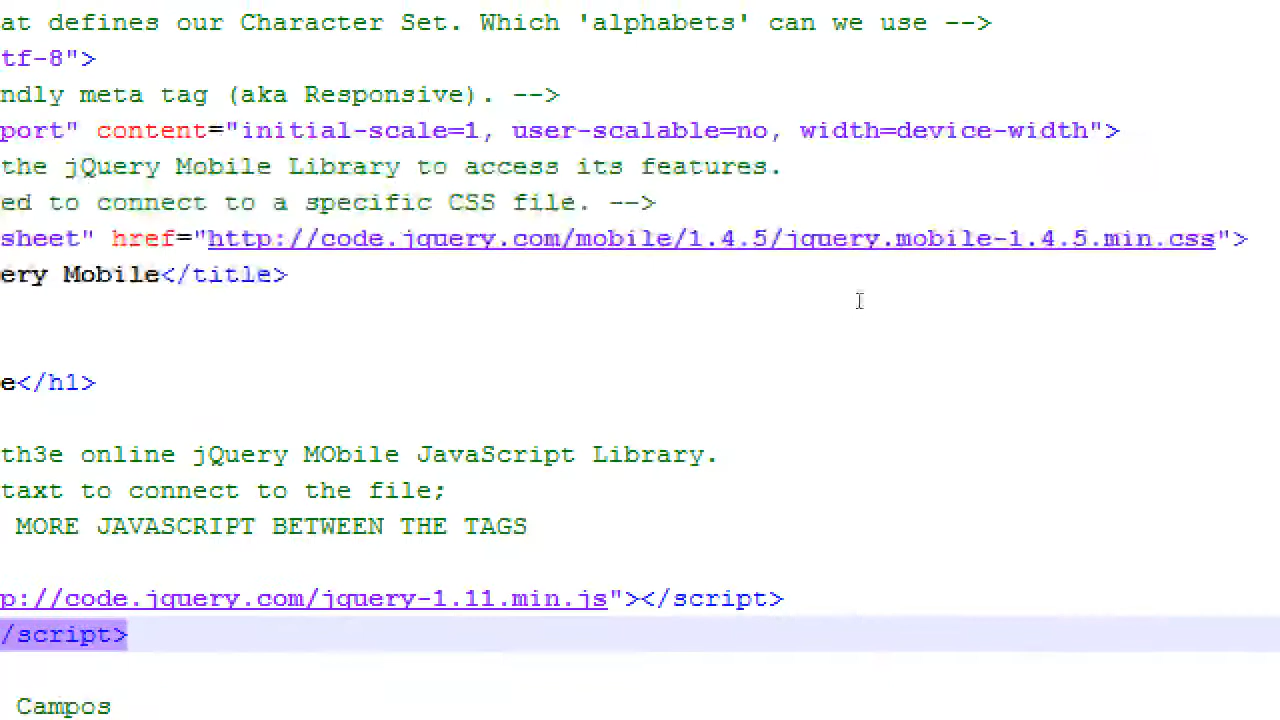 at defines our Character Set. Which 'alphabets' can we use -->
tf-8">
ndly meta tag (aka Responsive). -->
port" content="initial-scale=1, user-scalable=no, width=device-width">
the jQuery Mobile Library to access its features.
ed to connect to a specific CSS file. -->
sheet" href="http://code.jquery.com/mobile/1.4.5/jquery.mobile-1.4.5.min.css">
ery Mobile</title>
e</h1>
th3e online jQuery MObile JavaScript Library.
taxt to connect to the file;
MORE JAVASCRIPT BETWEEN THE TAGS
p://code.jquery.com/jquery-1.11.min.js"></script>
/script>
Campos